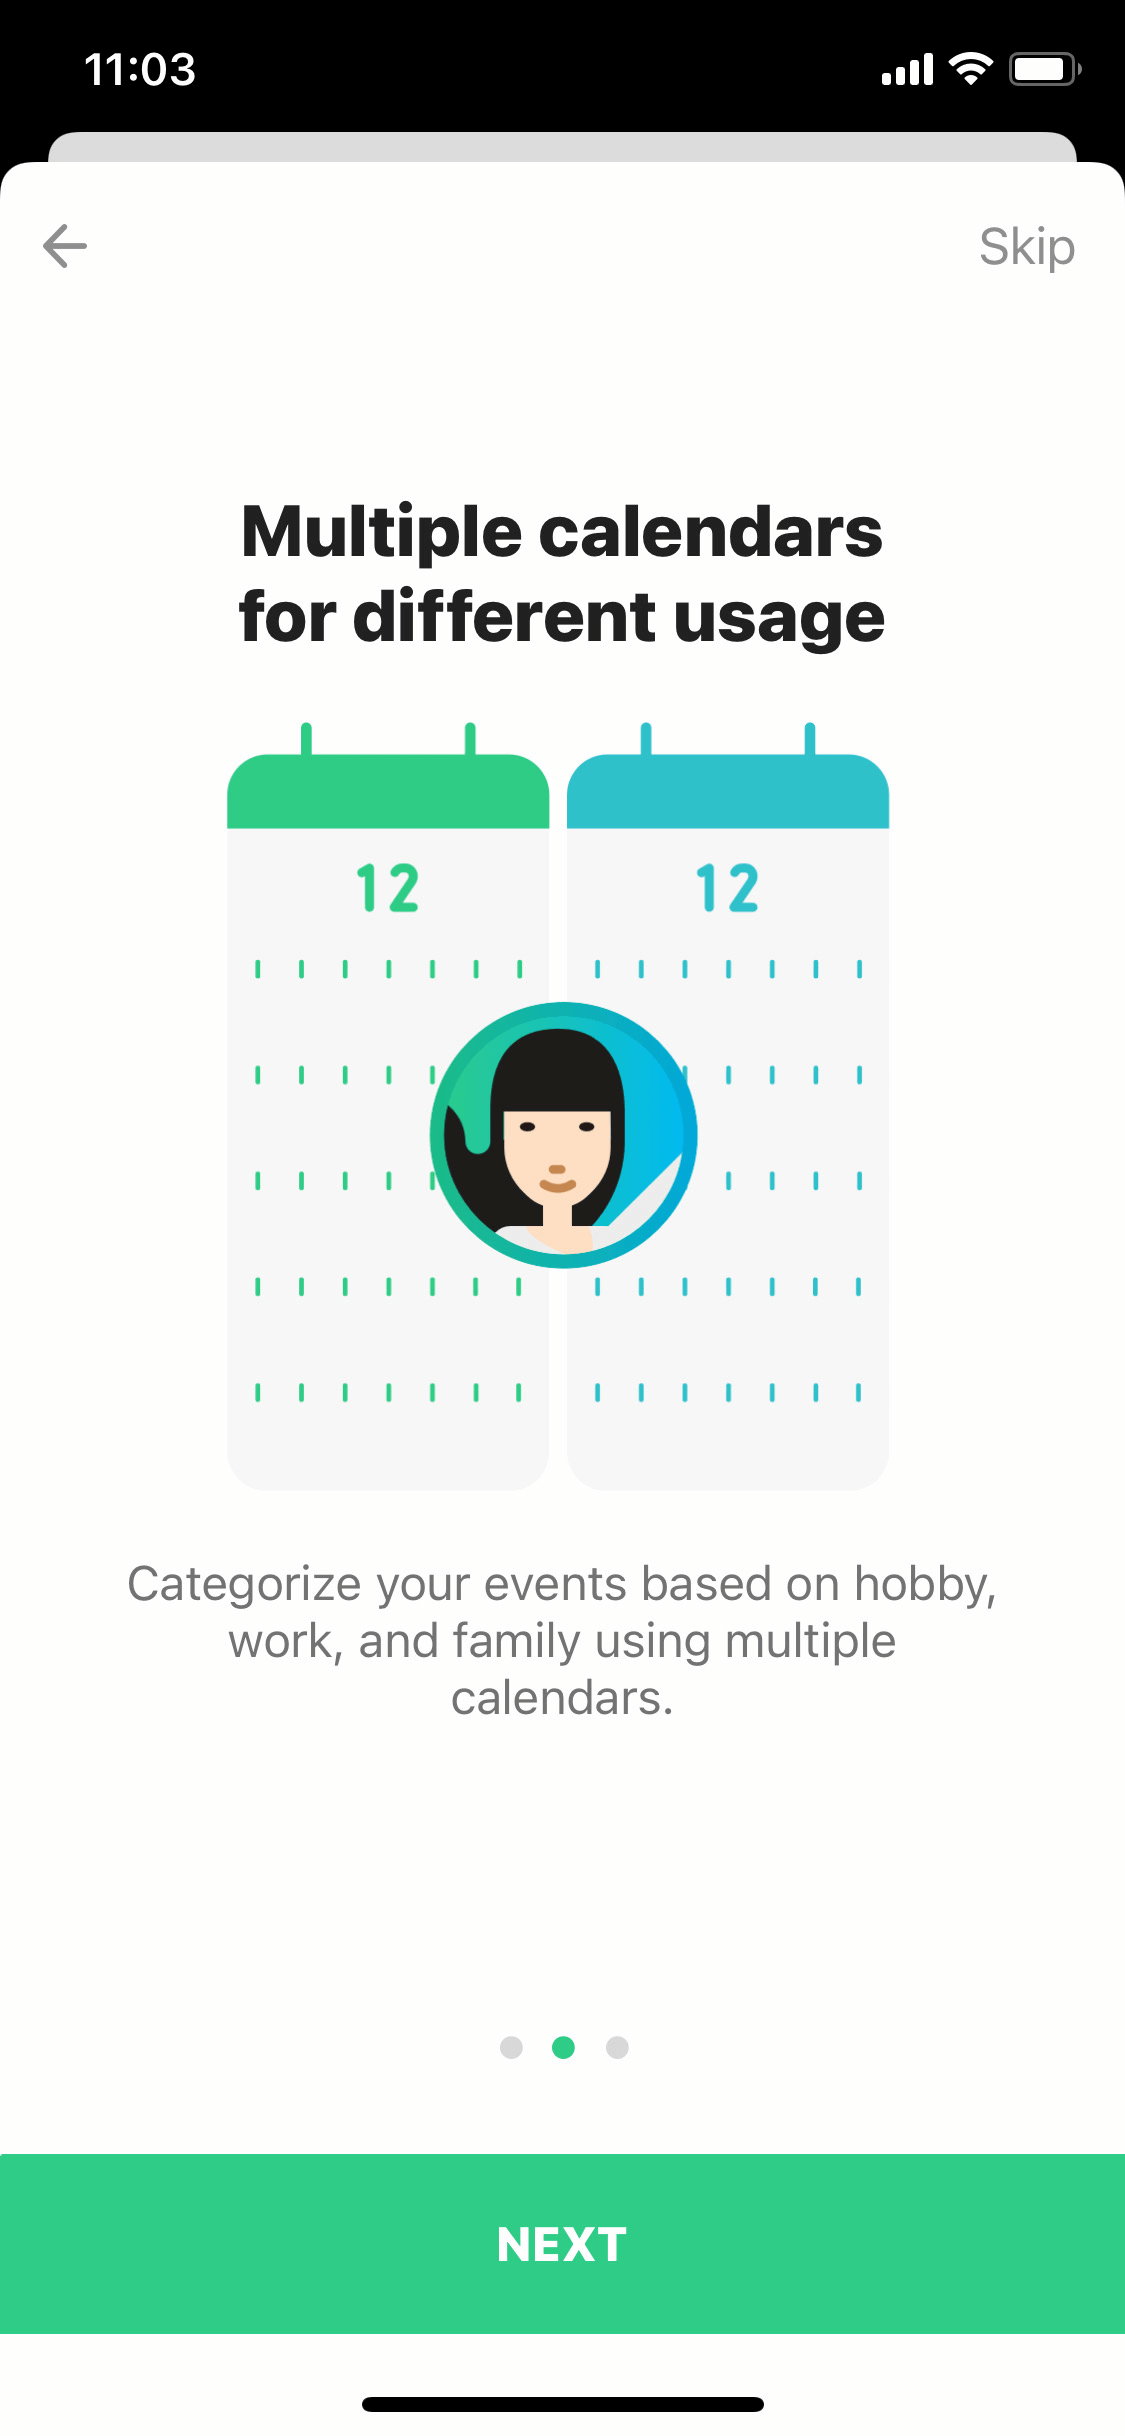 11:03
Skip
Multiple calendars
for different usage
12
12
Categorize your events based on hobby,
work, and family using multiple
calendars.
NEXT